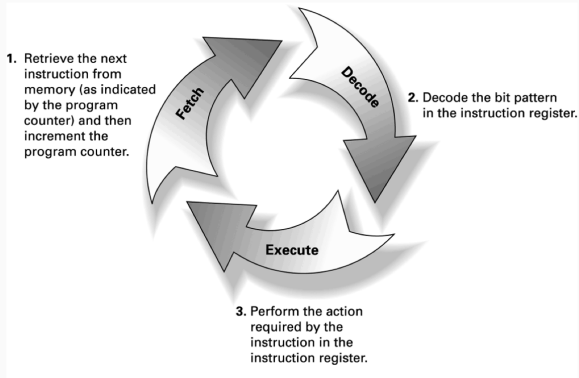 1. Retrieve the next
instruction from
memory (as indicated
by the program
counter) and then
increment the
program counter.
Fetch
Decode
2. Decode the bit pattern
in the instruction register.
Execute
3. Perform the action
required by the
instruction in the
instruction register.